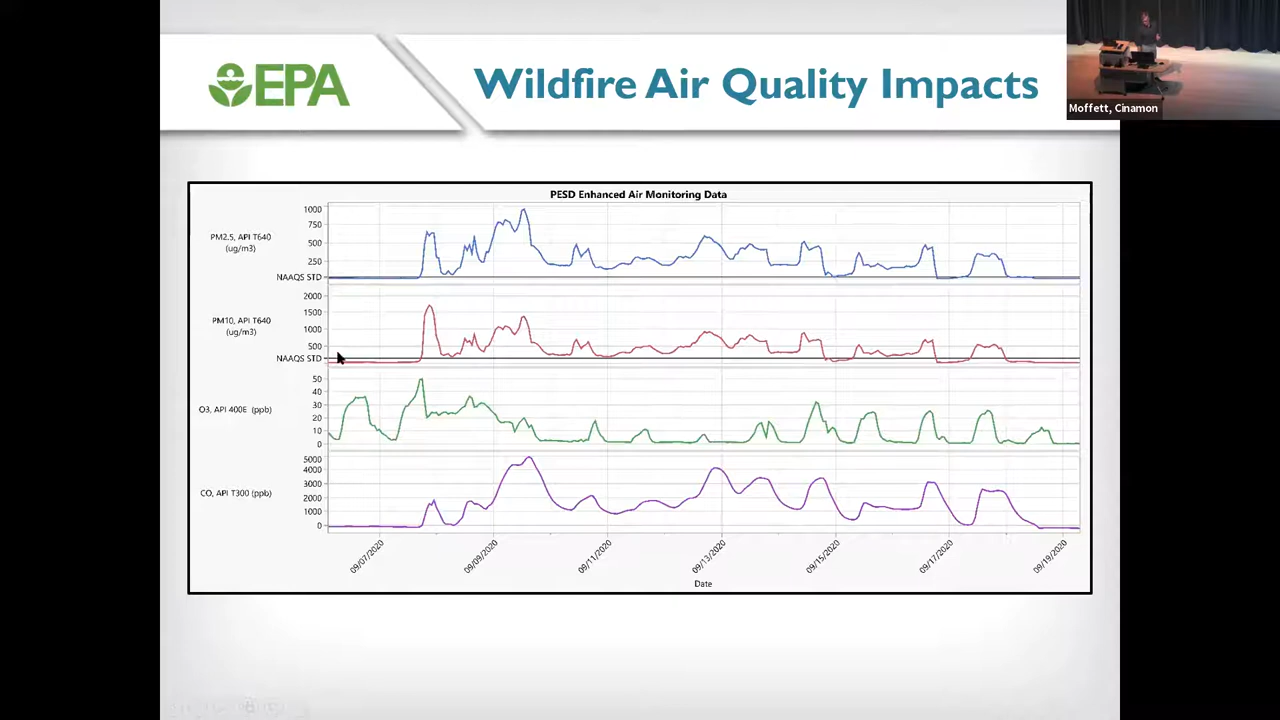 EPA
Wildfire Air Quality Impacts
Moffett, Cinamon
PESD Enhanced Air Monitoring Data
PM2.5, API T640
(ug/m3)
1000
750
500
250
NAAQS STD
PM10, API T640
(ug/m3)
2000
1500
1000
500
NAAQS STD
O3, API 400E (ppb)
50
40
30
20
10
0
CO, API T300 (ppb)
5000
4000
3000
2000
1000
0
09/07/2020
09/09/2020
09/11/2020
09/13/2020
09/15/2020
09/17/2020
09/19/2020
Date